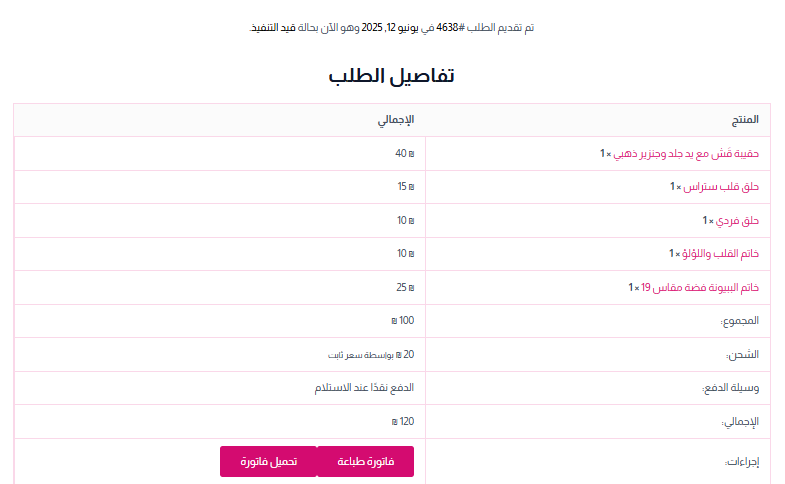 تم تقديم الطلب #4638 في يونيو 12, 2025 وهو الآن بحالة قيد التنفيذ.
تفاصيل الطلب
المنتج الإجمالي
حقيبة قش مع يد جلد وجنزير ذهبي × 1 ₪ 40
حلق قلب ستراس × 1 ₪ 15
حلق فردي × 1 ₪ 10
خاتم القلب واللؤلؤ × 1 ₪ 10
خاتم الببيونة فضة مقاس 19 × 1 ₪ 25
المجموع: 100 ₪
الشحن: 20 ₪ بواسطة سعر ثابت
وسيلة الدفع: الدفع نقدًا عند الاستلام
الإجمالي: 120 ₪
إجراءات: فاتورة طباعة تحميل فاتورة